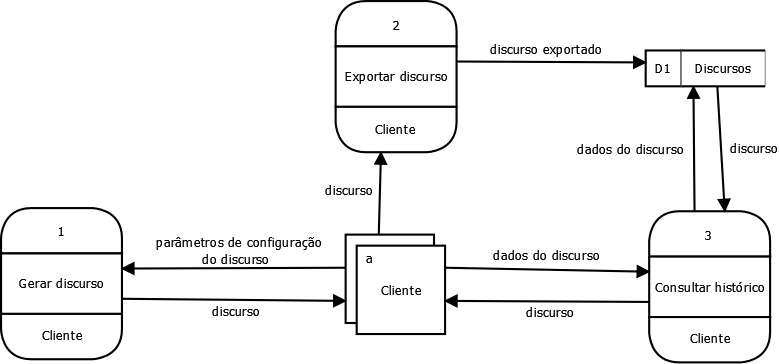 2
Exportar discurso
Cliente
discurso exportado
D1
Discursos
dados do discurso
discurso
discurso
1
Gerar discurso
Cliente
parâmetros de configuração
do discurso
discurso
a
Cliente
dados do discurso
discurso
3
Consultar histórico
Cliente